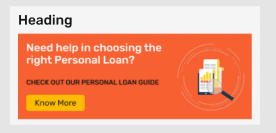 Heading
Need help in choosing the
right Personal Loan?
CHECK OUT OUR PERSONAL LOAN GUIDE
Know More